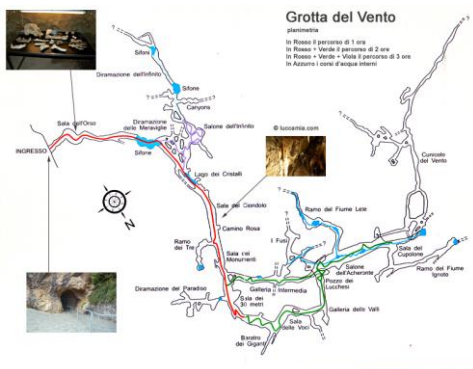 Grotta del Vento
planimetria
In Rosso il percorso di 1 ora
In Rosso + Verde il percorso di 2 ore
In Rosso + Verde + Viola il percorso di 3 ore
In Azzurro i corsi d'acqua interni
Sifone
Diramazione dell'Infinito
Sifone
Canyons
Sala dell'Orso
Diramazione
delle Meraviglie
Salone dell'Infinito
© luccamia.com
INGRESSO
Sifone
Lago dei Cristalli
Cunicolo
del Vento
N
Sala del Ciondolo
?
Ramo del Fiume Lete
?
Camino Rosa
Ramo
dei Tre
I Fusi
Sala dei
Monumenti
Salone
dell'Acheronte
Sala del
Cupolone
Ramo del Fiume
Ignoto
Diramazione del Paradiso
Galleria Intermedia
Pozzo dei
Lucchesi
Sala dei
30 metri
Galleria delle Valli
Sala
delle Voci
Baratro
dei Giganti